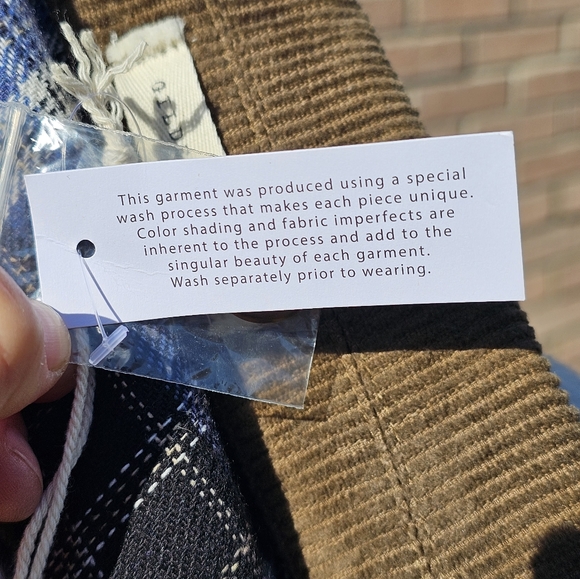 This garment was produced using a special
wash process that makes each piece unique.
Color shading and fabric imperfects are
inherent to the process and add to the
singular beauty of each garment.
Wash separately prior to wearing.